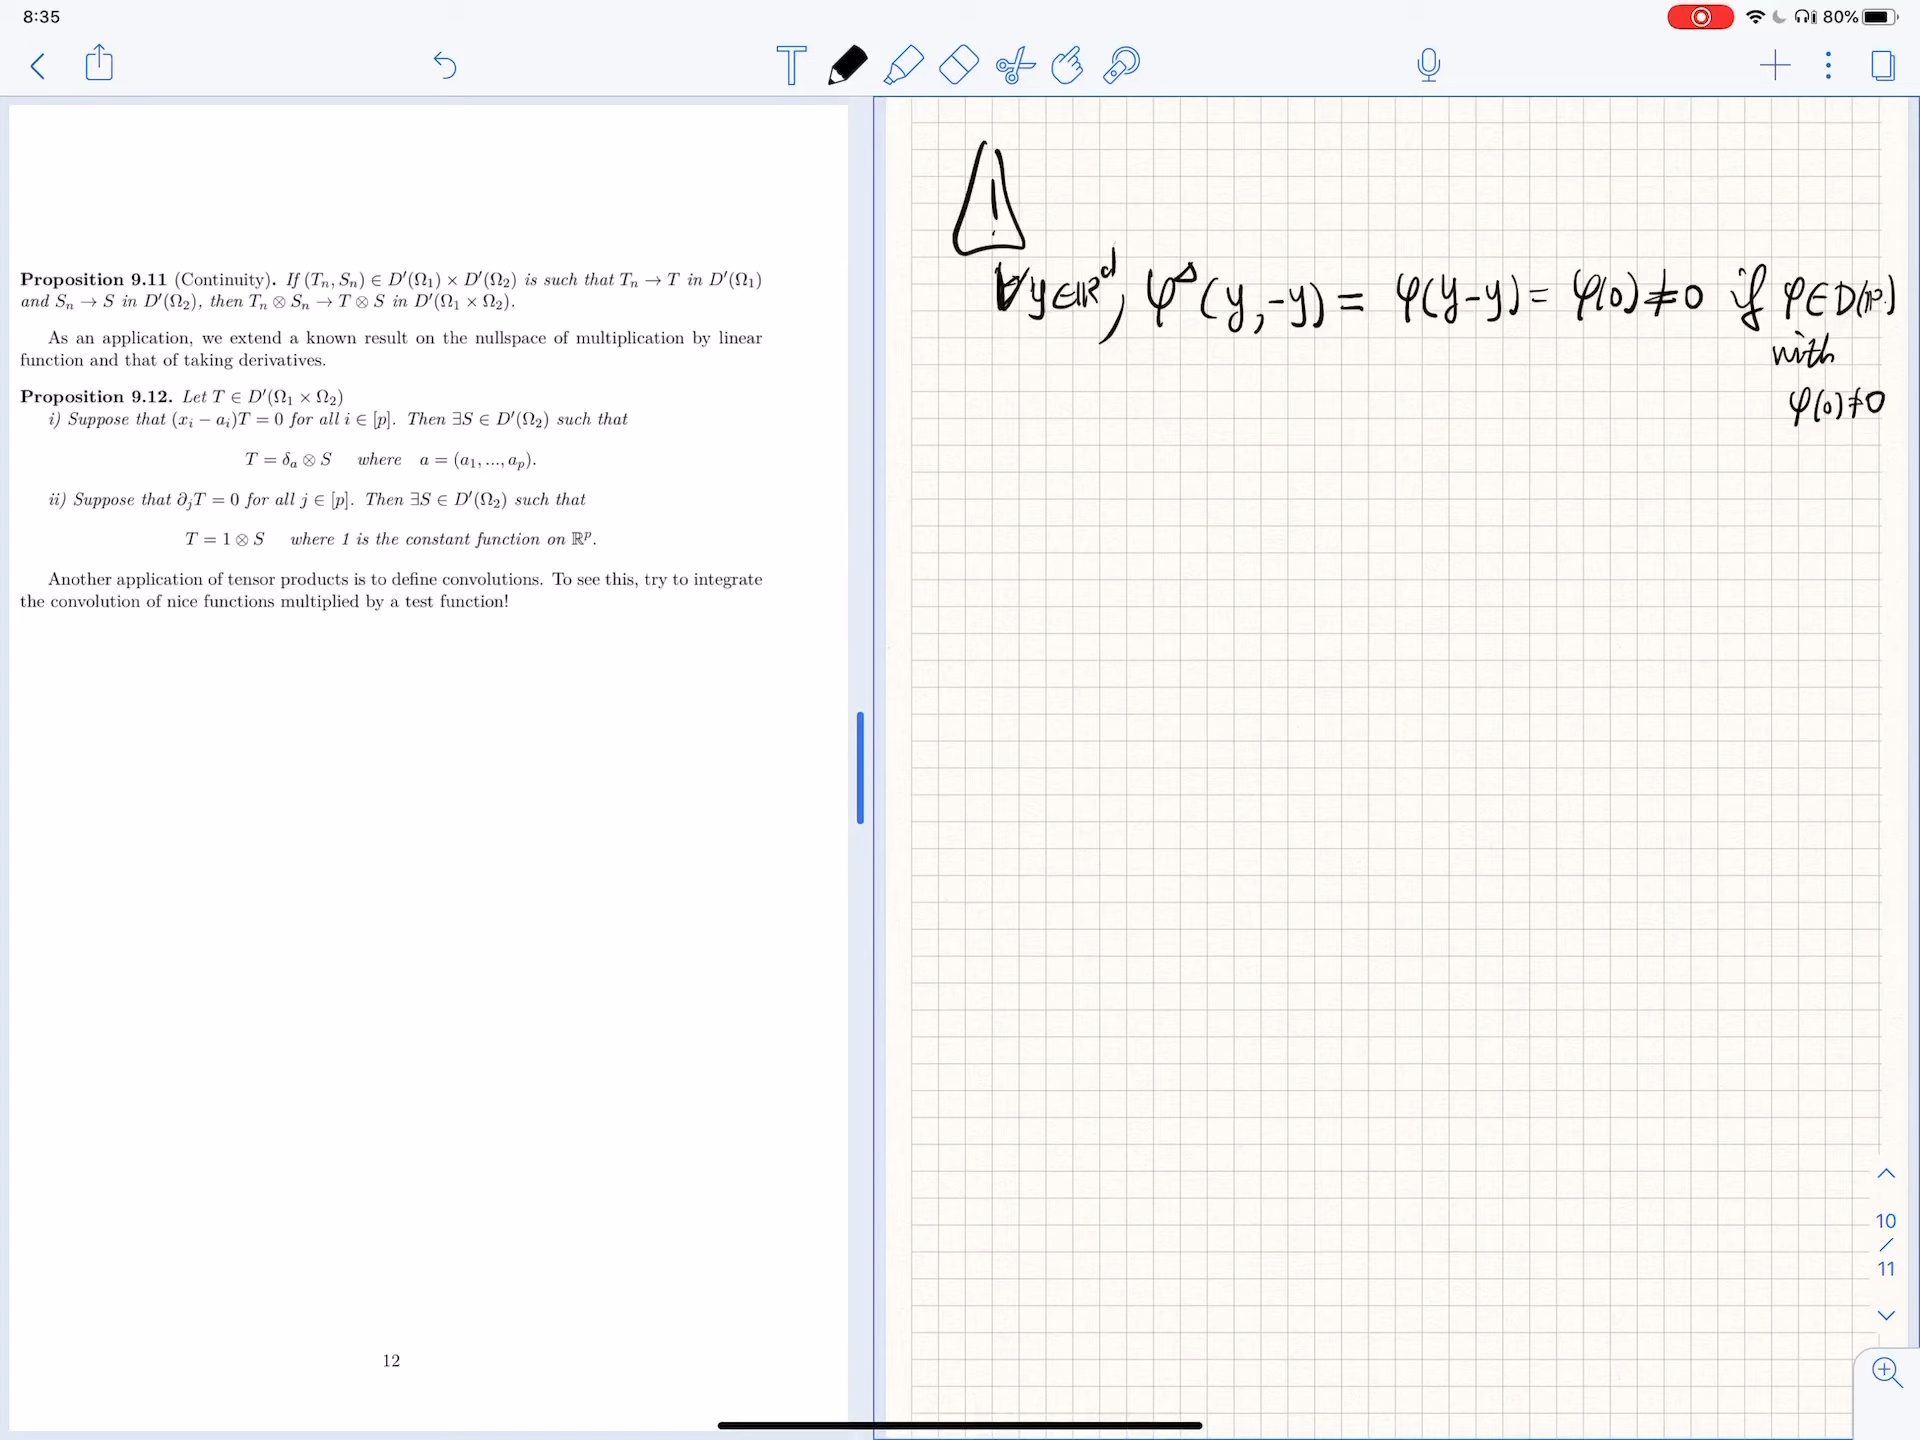 8:35
80%
Proposition 9.11 (Continuity). If (Tₙ, Sₙ) ∈ D′(Ω₁) × D′(Ω₂) is such that Tₙ → T in D′(Ω₁)
and Sₙ → S in D′(Ω₂), then Tₙ ⊗ Sₙ → T ⊗ S in D′(Ω₁ × Ω₂).
As an application, we extend a known result on the nullspace of multiplication by linear
function and that of taking derivatives.
Proposition 9.12. Let T ∈ D′(Ω₁ × Ω₂)
i) Suppose that (xᵢ − aᵢ)T = 0 for all i ∈ [p]. Then ∃S ∈ D′(Ω₂) such that
T = δₐ ⊗ S where a = (a₁, ..., aₚ).
ii) Suppose that ∂ⱼT = 0 for all j ∈ [p]. Then ∃S ∈ D′(Ω₂) such that
T = 1 ⊗ S where 1 is the constant function on ℝᵖ.
Another application of tensor products is to define convolutions. To see this, try to integrate
the convolution of nice functions multiplied by a test function!
12
!
∀y∈ℝᵈ, φ^Δ(y,-y) = φ(y-y) = φ(0) ≠ 0 if φ∈D(ℝᴰ)
with
φ(0)≠0
10
/
11